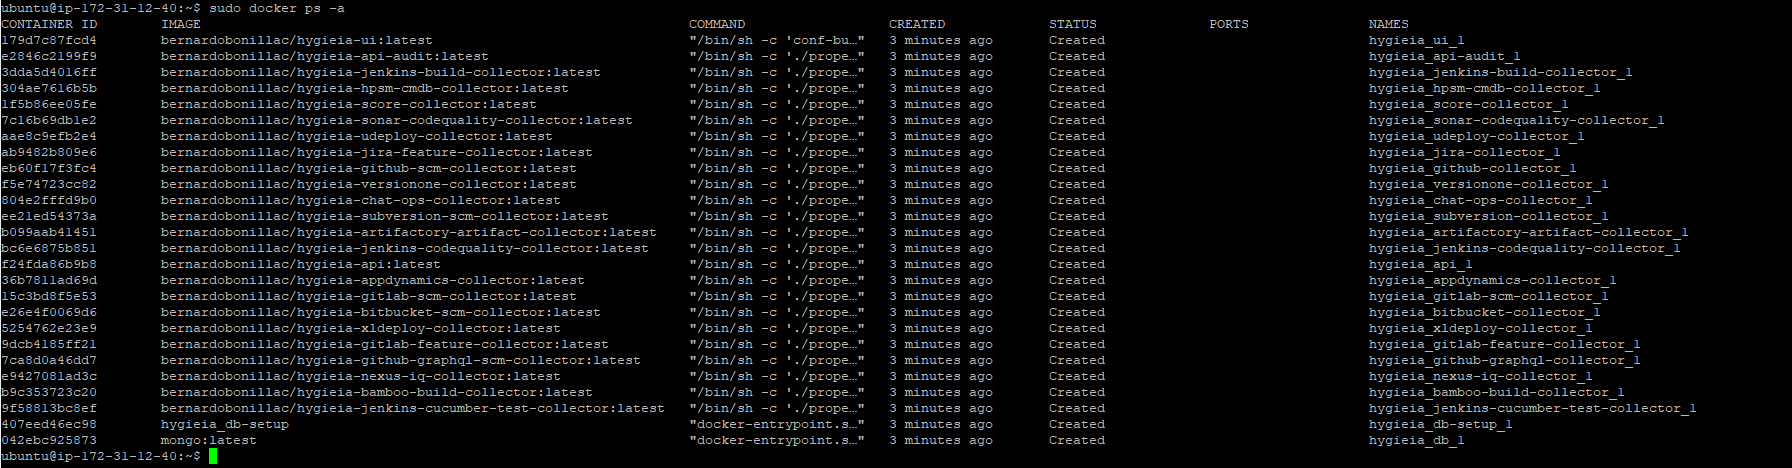 ubuntu@ip-172-31-12-40:~$ sudo docker ps -a
CONTAINER ID IMAGE COMMAND CREATED STATUS PORTS NAMES
179d7c87fcd4 bernardobonillac/hygieia-ui:latest "/bin/sh -c 'conf-bu…" 3 minutes ago Created hygieia_ui_1
e2846c2199f9 bernardobonillac/hygieia-api-audit:latest "/bin/sh -c './prope…" 3 minutes ago Created hygieia_api-audit_1
3dda5d4016ff bernardobonillac/hygieia-jenkins-build-collector:latest "/bin/sh -c './prope…" 3 minutes ago Created hygieia_jenkins-build-collector_1
304ae7616b5b bernardobonillac/hygieia-hpsm-cmdb-collector:latest "/bin/sh -c './prope…" 3 minutes ago Created hygieia_hpsm-cmdb-collector_1
1f5b86ee05fe bernardobonillac/hygieia-score-collector:latest "/bin/sh -c './prope…" 3 minutes ago Created hygieia_score-collector_1
7c16b69db1e2 bernardobonillac/hygieia-sonar-codequality-collector:latest "/bin/sh -c './prope…" 3 minutes ago Created hygieia_sonar-codequality-collector_1
aae8c9efb2e4 bernardobonillac/hygieia-udeploy-collector:latest "/bin/sh -c './prope…" 3 minutes ago Created hygieia_udeploy-collector_1
ab9482b809e6 bernardobonillac/hygieia-jira-feature-collector:latest "/bin/sh -c './prope…" 3 minutes ago Created hygieia_jira-collector_1
eb60f17f3fc4 bernardobonillac/hygieia-github-scm-collector:latest "/bin/sh -c './prope…" 3 minutes ago Created hygieia_github-collector_1
f5e74723cc82 bernardobonillac/hygieia-versionone-collector:latest "/bin/sh -c './prope…" 3 minutes ago Created hygieia_versionone-collector_1
804e2fffd9b0 bernardobonillac/hygieia-chat-ops-collector:latest "/bin/sh -c './prope…" 3 minutes ago Created hygieia_chat-ops-collector_1
ee21ed54373a bernardobonillac/hygieia-subversion-scm-collector:latest "/bin/sh -c './prope…" 3 minutes ago Created hygieia_subversion-collector_1
b099aab41451 bernardobonillac/hygieia-artifactory-artifact-collector:latest "/bin/sh -c './prope…" 3 minutes ago Created hygieia_artifactory-artifact-collector_1
bc6e6875b851 bernardobonillac/hygieia-jenkins-codequality-collector:latest "/bin/sh -c './prope…" 3 minutes ago Created hygieia_jenkins-codequality-collector_1
f24fda86b9b8 bernardobonillac/hygieia-api:latest "/bin/sh -c './prope…" 3 minutes ago Created hygieia_api_1
36b7811ad69d bernardobonillac/hygieia-appdynamics-collector:latest "/bin/sh -c './prope…" 3 minutes ago Created hygieia_appdynamics-collector_1
15c3bd8f5e53 bernardobonillac/hygieia-gitlab-scm-collector:latest "/bin/sh -c './prope…" 3 minutes ago Created hygieia_gitlab-scm-collector_1
e26e4f0069d6 bernardobonillac/hygieia-bitbucket-scm-collector:latest "/bin/sh -c './prope…" 3 minutes ago Created hygieia_bitbucket-collector_1
5254762e23e9 bernardobonillac/hygieia-xldeploy-collector:latest "/bin/sh -c './prope…" 3 minutes ago Created hygieia_xldeploy-collector_1
9dcb4185ff21 bernardobonillac/hygieia-gitlab-feature-collector:latest "/bin/sh -c './prope…" 3 minutes ago Created hygieia_gitlab-feature-collector_1
7ca8d0a46dd7 bernardobonillac/hygieia-github-graphql-scm-collector:latest "/bin/sh -c './prope…" 3 minutes ago Created hygieia_github-graphql-collector_1
e9427081ad3c bernardobonillac/hygieia-nexus-iq-collector:latest "/bin/sh -c './prope…" 3 minutes ago Created hygieia_nexus-iq-collector_1
b9c353723c20 bernardobonillac/hygieia-bamboo-build-collector:latest "/bin/sh -c './prope…" 3 minutes ago Created hygieia_bamboo-build-collector_1
9f58813bc8ef bernardobonillac/hygieia-jenkins-cucumber-test-collector:latest "/bin/sh -c './prope…" 3 minutes ago Created hygieia_jenkins-cucumber-test-collector_1
407eed46ec98 hygieia_db-setup "docker-entrypoint.s…" 3 minutes ago Created hygieia_db-setup_1
042ebc925873 mongo:latest "docker-entrypoint.s…" 3 minutes ago Created hygieia_db_1
ubuntu@ip-172-31-12-40:~$